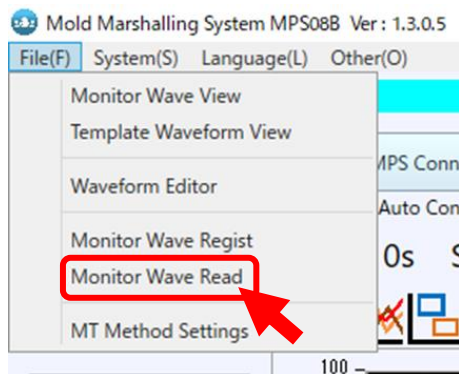 Mold Marshalling System MPS08B Ver : 1.3.0.5
File(F) System(S) Language(L) Other(O)
Monitor Wave View
Template Waveform View
MPS Conn
Waveform Editor
Auto Con
Monitor Wave Regist
0s S
Monitor Wave Read
MT Method Settings
100